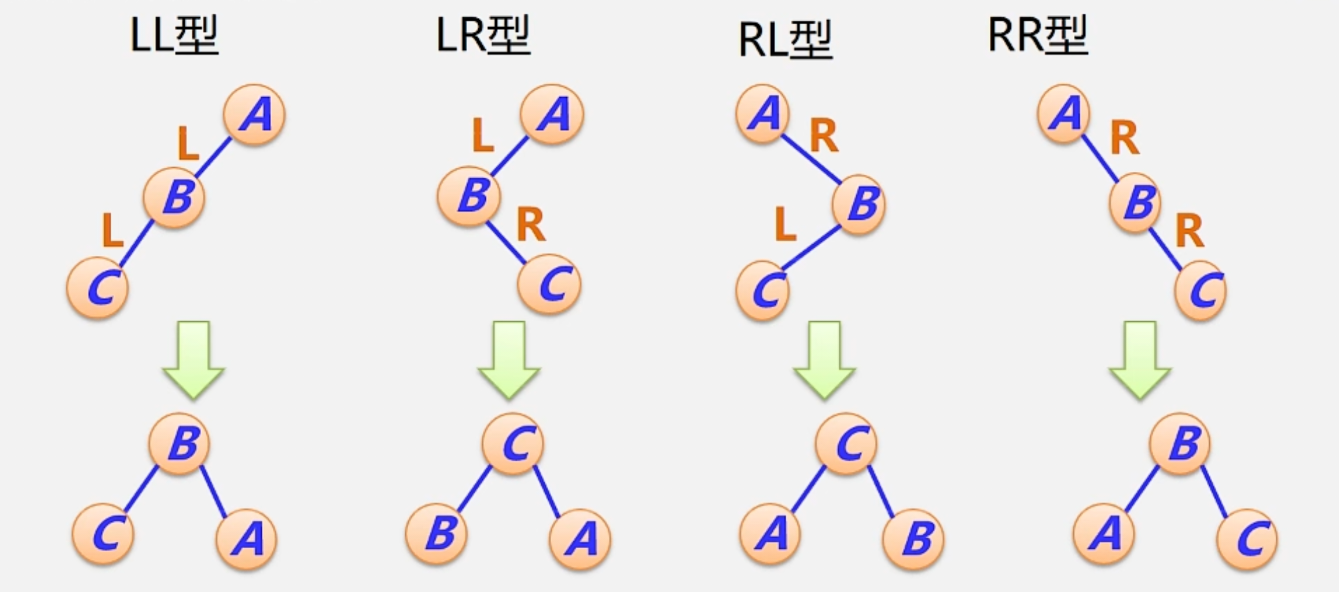 LL型 LR型 RL型 RR型
A A A A
L L R R
B B B B
L R L R
C C C C
B C C B
C A B A A B A C